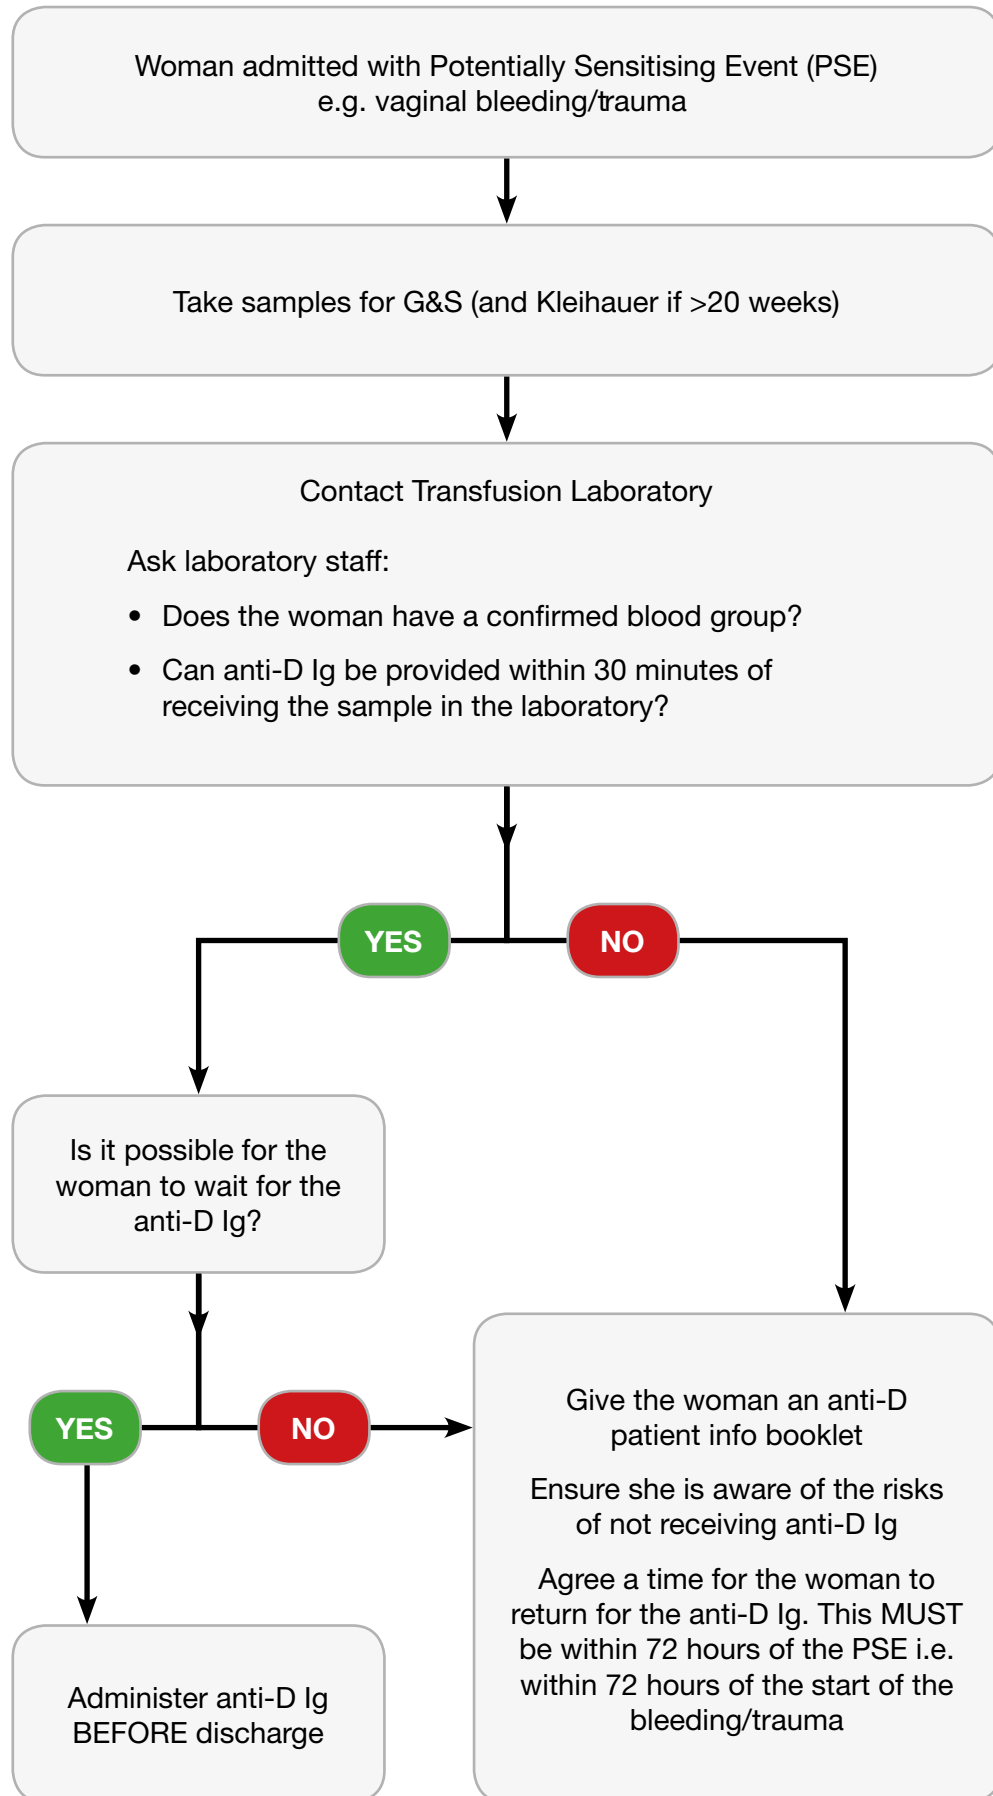 Woman admitted with Potentially Sensitising Event (PSE)
e.g. vaginal bleeding/trauma
Take samples for G&S (and Kleihauer if >20 weeks)
Contact Transfusion Laboratory
Ask laboratory staff:
• Does the woman have a confirmed blood group?
• Can anti-D Ig be provided within 30 minutes of
receiving the sample in the laboratory?
YES
NO
Is it possible for the
woman to wait for the
anti-D Ig?
YES
NO
Give the woman an anti-D
patient info booklet
Ensure she is aware of the risks
of not receiving anti-D Ig
Agree a time for the woman to
return for the anti-D Ig. This MUST
be within 72 hours of the PSE i.e.
within 72 hours of the start of the
bleeding/trauma
Administer anti-D Ig
BEFORE discharge